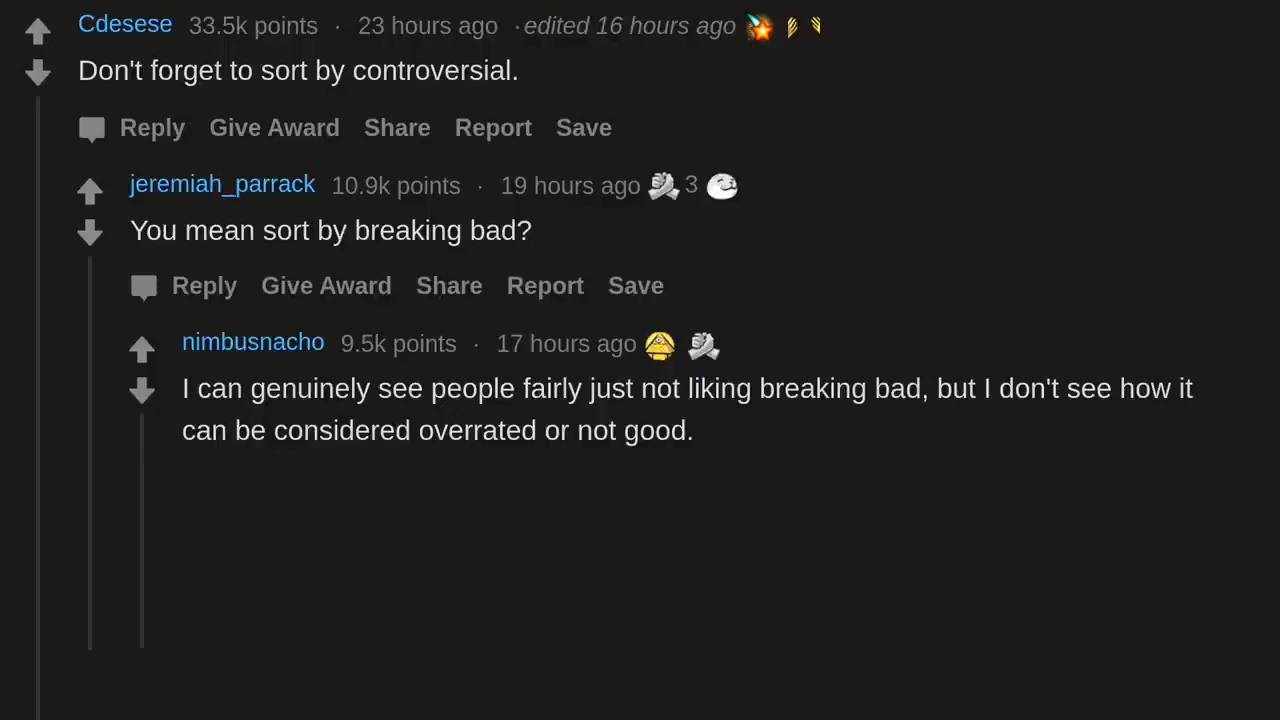 Cdesese 33.5k points · 23 hours ago · edited 16 hours ago
Don't forget to sort by controversial.
Reply Give Award Share Report Save
jeremiah_parrack 10.9k points · 19 hours ago 3
You mean sort by breaking bad?
Reply Give Award Share Report Save
nimbusnacho 9.5k points · 17 hours ago
I can genuinely see people fairly just not liking breaking bad, but I don't see how it
can be considered overrated or not good.